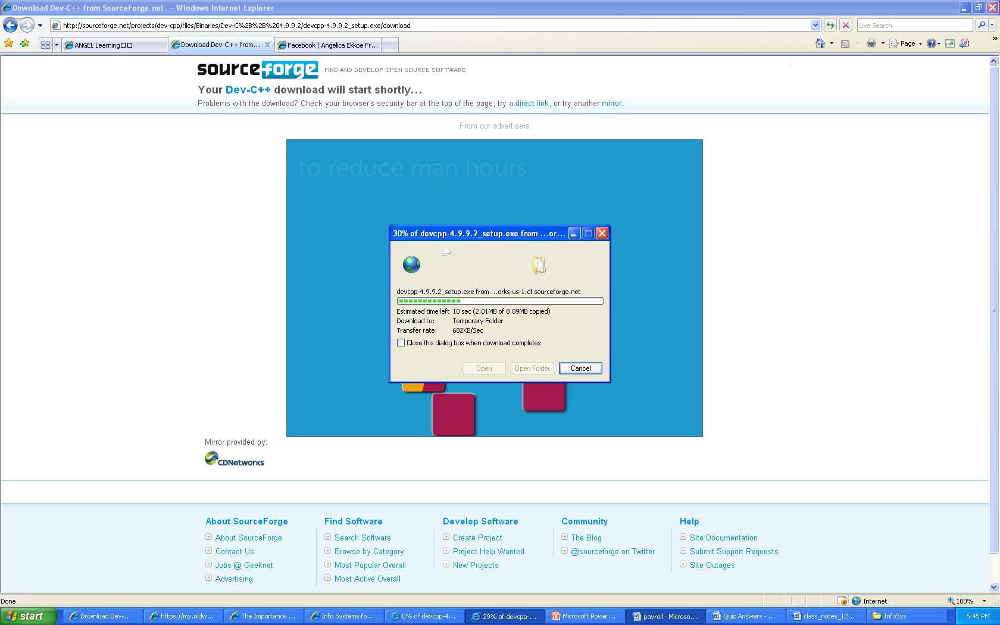 Download Dev-C++ from SourceForge.net - Windows Internet Explorer
http://sourceforge.net/projects/dev-cpp/files/Binaries/Dev-C%2B%2B%204.9.9.2/devcpp-4.9.9.2_setup.exe/download
Live Search
ANGEL Learning
Download Dev-C++ from...
Facebook | Angelica Ekkoe Fr...
Page
sourceforge
FIND AND DEVELOP OPEN SOURCE SOFTWARE
Your Dev-C++ download will start shortly...
Problems with the download? Check your browser's security bar at the top of the page, try a direct link, or try another mirror.
From our advertisers
to reduce man hours
30% of devcpp-4.9.9.2_setup.exe from ...or...
devcpp-4.9.9.2_setup.exe from ...orks-us-1.dl.sourceforge.net
Estimated time left 10 sec (2.01MB of 8.89MB copied)
Download to: Temporary Folder
Transfer rate: 682KB/Sec
Close this dialog box when download completes
Open
Open Folder
Cancel
Mirror provided by:
CDNetworks
About SourceForge
About SourceForge
Contact Us
Jobs @ Geeknet
Advertising
Find Software
Search Software
Browse by Category
Most Popular Overall
Most Active Overall
Develop Software
Create Project
Project Help Wanted
New Projects
Community
The Blog
@sourceforge on Twitter
Help
Site Documentation
Submit Support Requests
Site Outages
Done
Internet
100%
start
Download Dev-...
https://my.oldw...
The Importance ...
Info Systems fo...
0% of devcpp-4...
29% of devcpp-...
Microsoft Power...
payroll - Microso...
Quiz Answers - ...
class_notes_12...
InfoSys
6:45 PM